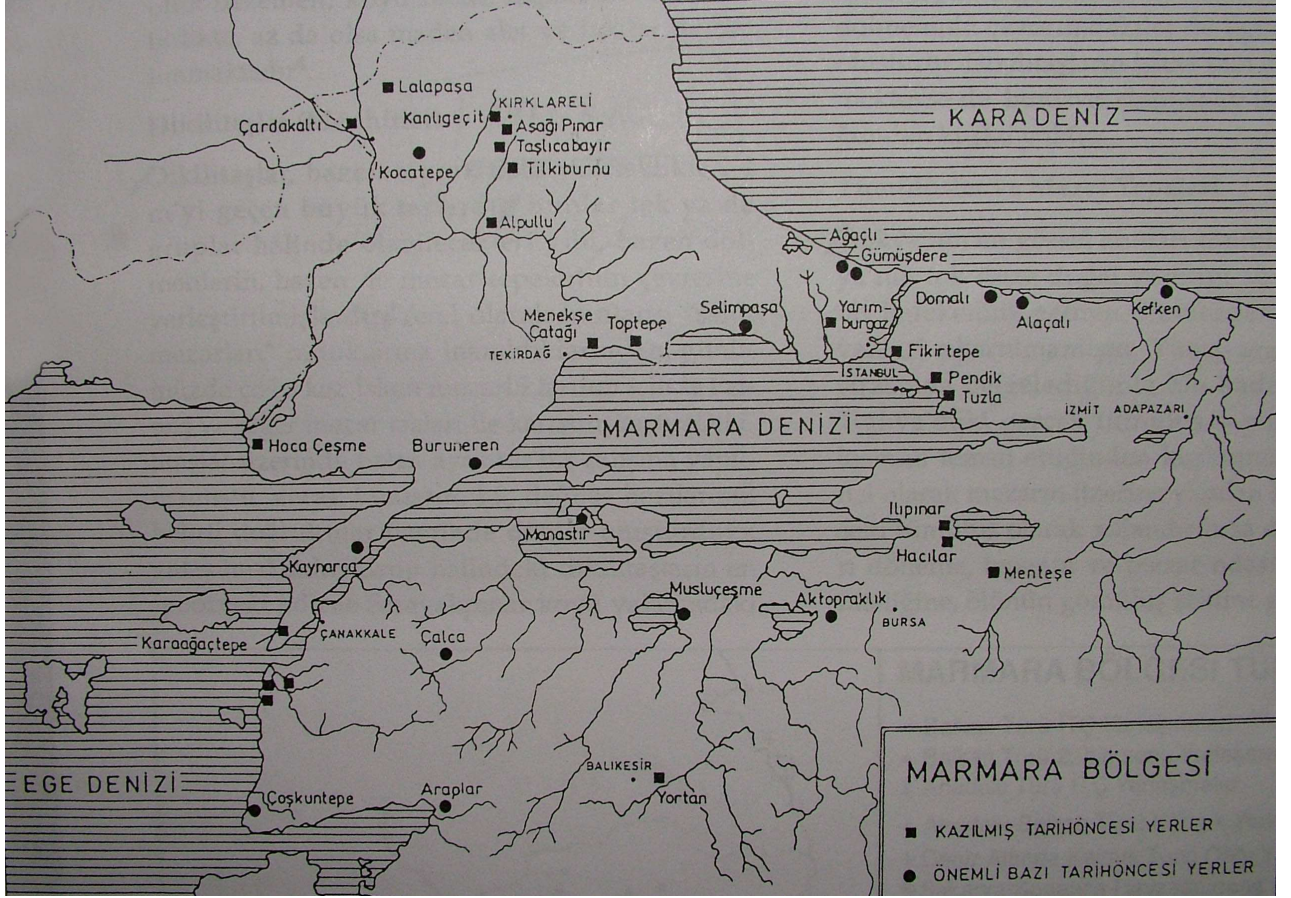 Lalapaşa
KIRKLARELİ
Kanlıgeçit
Çardakaltı
Aşağı Pınar
Taşlıcabayır
Kocatepe
Tilkiburnu
Alpullu
KARADENİZ
Ağaçlı
Gümüşdere
Domalı
Alaçalı
Kefken
Selimpaşa
Yarım-
burgaz
Menekşe
Çatağı
Toptepe
TEKİRDAĞ
Fikirtepe
İSTANBUL
Pendik
Tuzla
İZMİT
ADAPAZARI
MARMARA DENİZİ
Hoca Çeşme
Buruneren
Ilıpınar
Manastır
Hacılar
Kaynarca
Menteşe
Musluçeşme
Aktopraklık
BURSA
ÇANAKKALE
Karaağaçtepe
Çalca
EGE DENİZİ
BALIKESİR
Yortan
Araplar
Çoşkuntepe
MARMARA BÖLGESİ
KAZILMIŞ TARİHÖNCESİ YERLER
ÖNEMLİ BAZI TARİHÖNCESİ YERLER